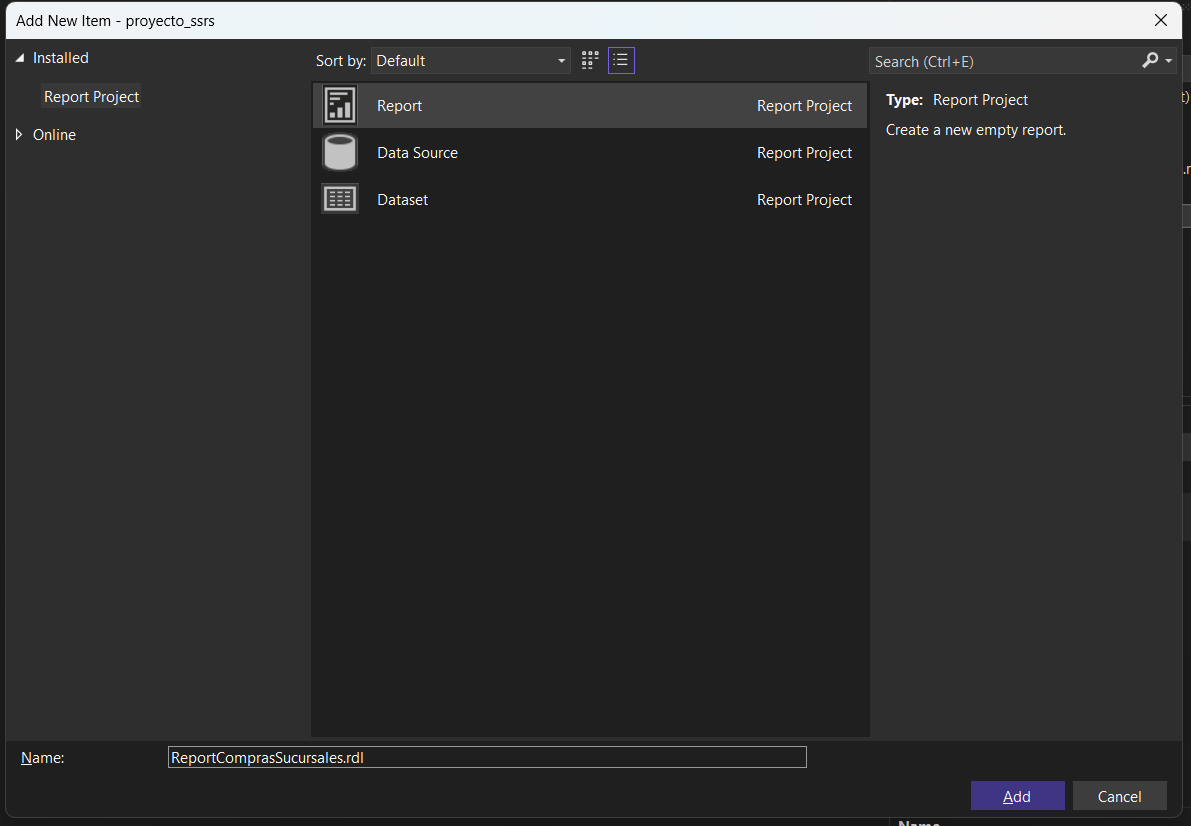 Add New Item - proyecto_ssrs
Installed
Report Project
Online
Sort by: Default
Search (Ctrl+E)
Report Report Project
Data Source Report Project
Dataset Report Project
Type: Report Project
Create a new empty report.
Name: ReportComprasSucursales.rdl
Add Cancel